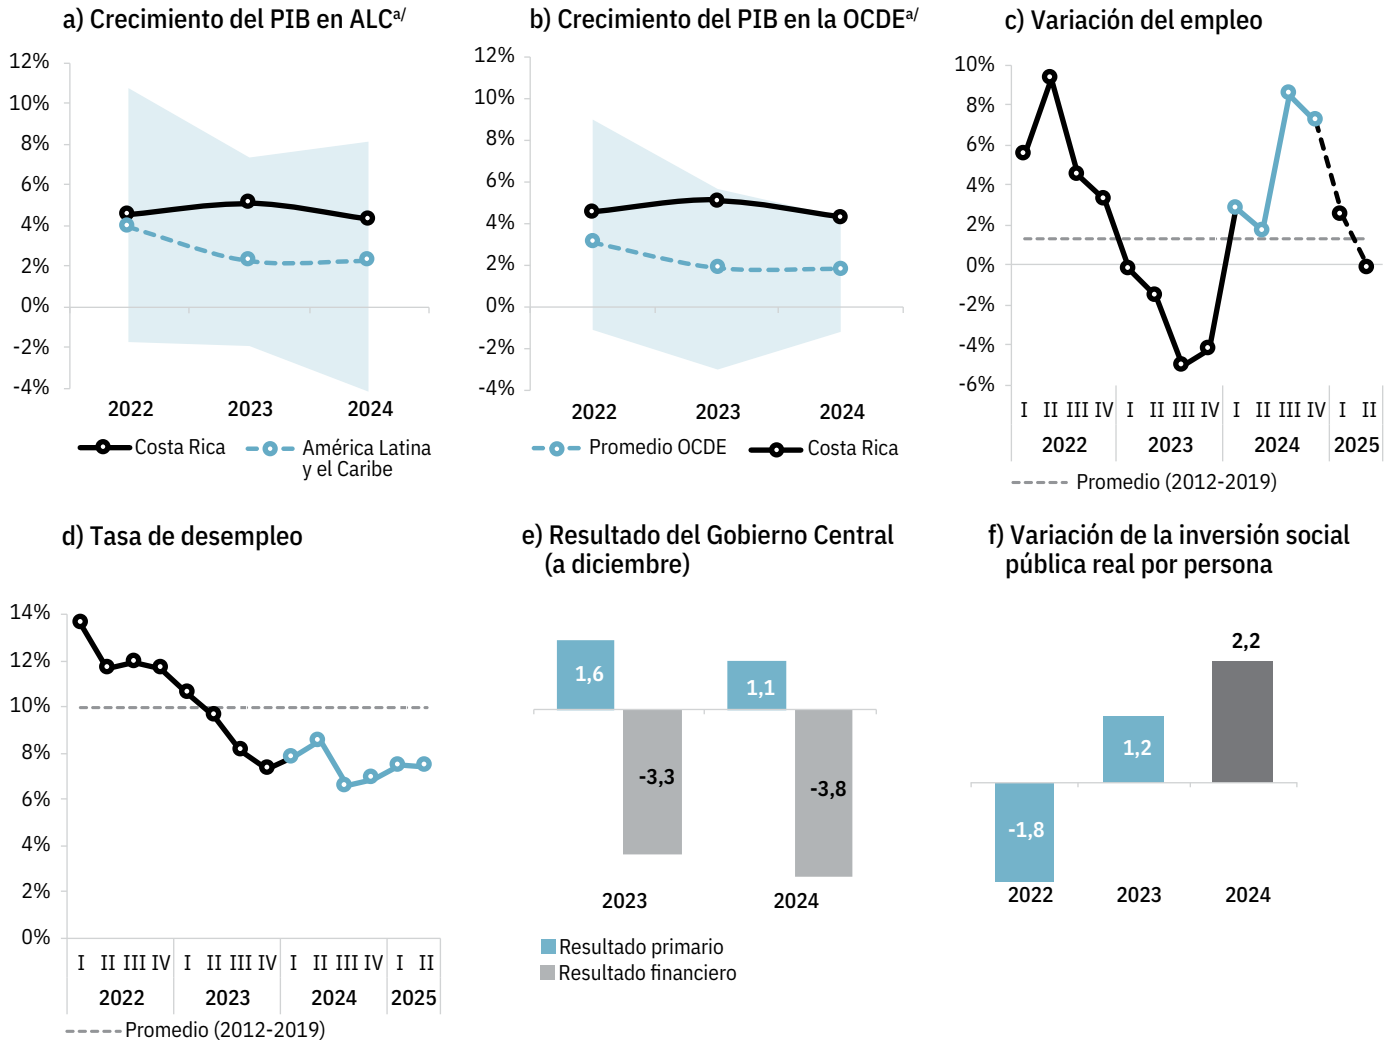 a) Crecimiento del PIB en ALCa/
12%
10%
8%
6%
4%
2%
0%
-2%
-4%
2022 2023 2024
Costa Rica
América Latina
y el Caribe
b) Crecimiento del PIB en la OCDEa/
12%
10%
8%
6%
4%
2%
0%
-2%
-4%
2022 2023 2024
Promedio OCDE
Costa Rica
c) Variación del empleo
10%
8%
6%
4%
2%
0%
-2%
-4%
-6%
I II III IV I II III IV I II III IV I II
2022 2023 2024 2025
Promedio (2012-2019)
d) Tasa de desempleo
14%
12%
10%
8%
6%
4%
2%
0%
I II III IV I II III IV I II III IV I II
2022 2023 2024 2025
Promedio (2012-2019)
e) Resultado del Gobierno Central
(a diciembre)
1,6
1,1
-3,3
-3,8
2023 2024
Resultado primario
Resultado financiero
f) Variación de la inversión social
pública real por persona
2,2
1,2
-1,8
2022 2023 2024